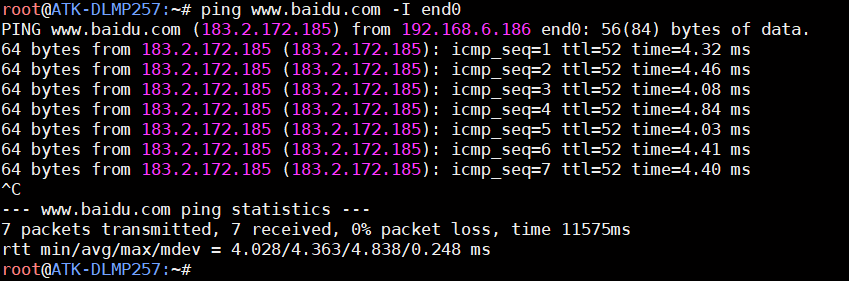 root@ATK-DLMP257:~# ping www.baidu.com -I end0
PING www.baidu.com (183.2.172.185) from 192.168.6.186 end0: 56(84) bytes of data.
64 bytes from 183.2.172.185 (183.2.172.185): icmp_seq=1 ttl=52 time=4.32 ms
64 bytes from 183.2.172.185 (183.2.172.185): icmp_seq=2 ttl=52 time=4.46 ms
64 bytes from 183.2.172.185 (183.2.172.185): icmp_seq=3 ttl=52 time=4.08 ms
64 bytes from 183.2.172.185 (183.2.172.185): icmp_seq=4 ttl=52 time=4.84 ms
64 bytes from 183.2.172.185 (183.2.172.185): icmp_seq=5 ttl=52 time=4.03 ms
64 bytes from 183.2.172.185 (183.2.172.185): icmp_seq=6 ttl=52 time=4.41 ms
64 bytes from 183.2.172.185 (183.2.172.185): icmp_seq=7 ttl=52 time=4.40 ms
^C
--- www.baidu.com ping statistics ---
7 packets transmitted, 7 received, 0% packet loss, time 11575ms
rtt min/avg/max/mdev = 4.028/4.363/4.838/0.248 ms
root@ATK-DLMP257:~#